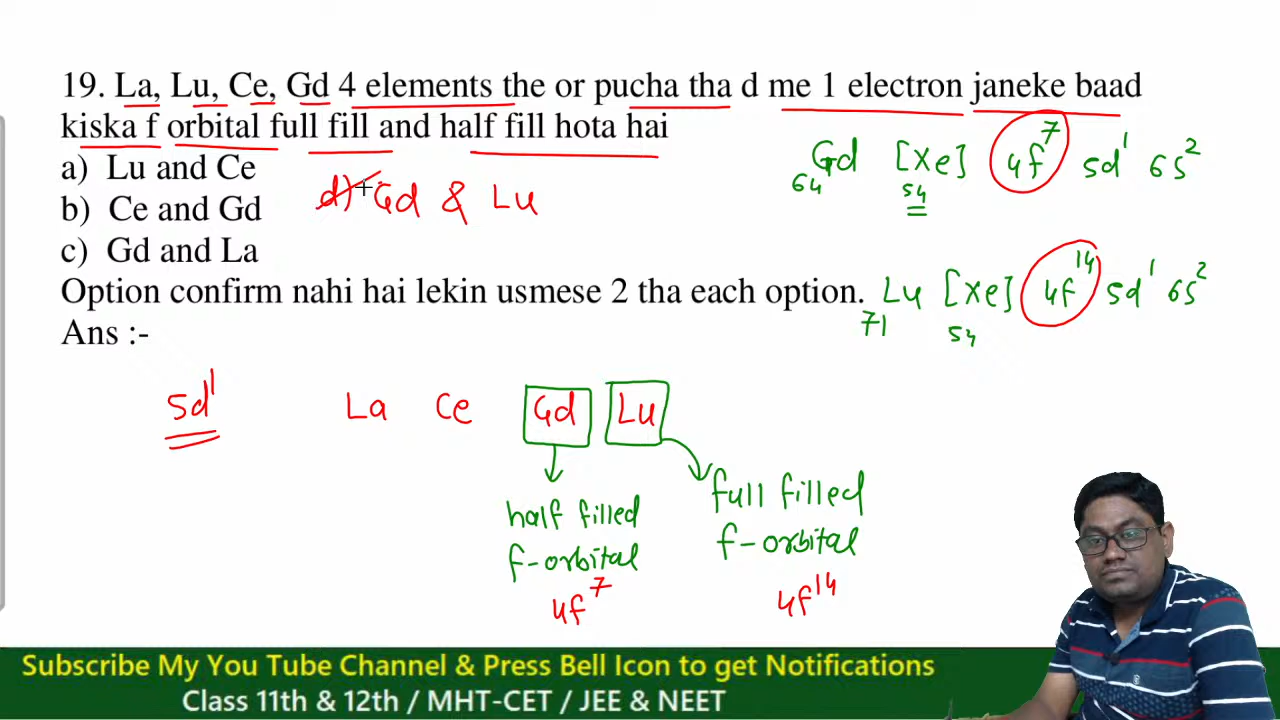 19. La, Lu, Ce, Gd 4 elements the or pucha tha d me 1 electron janeke baad
kiska f orbital full fill and half fill hota hai
a) Lu and Ce
b) Ce and Gd
c) Gd and La
d) Gd & Lu
Option confirm nahi hai lekin usmese 2 tha each option.
Ans :-
Gd [Xe] 4f⁷ 5d¹ 6s²
64 54
Lu [Xe] 4f¹⁴ 5d¹ 6s²
71 54
5d¹ La Ce Gd Lu
half filled
f-orbital
4f⁷
full filled
f-orbital
4f¹⁴
Subscribe My You Tube Channel & Press Bell Icon to get Notifications
Class 11th & 12th / MHT-CET / JEE & NEET